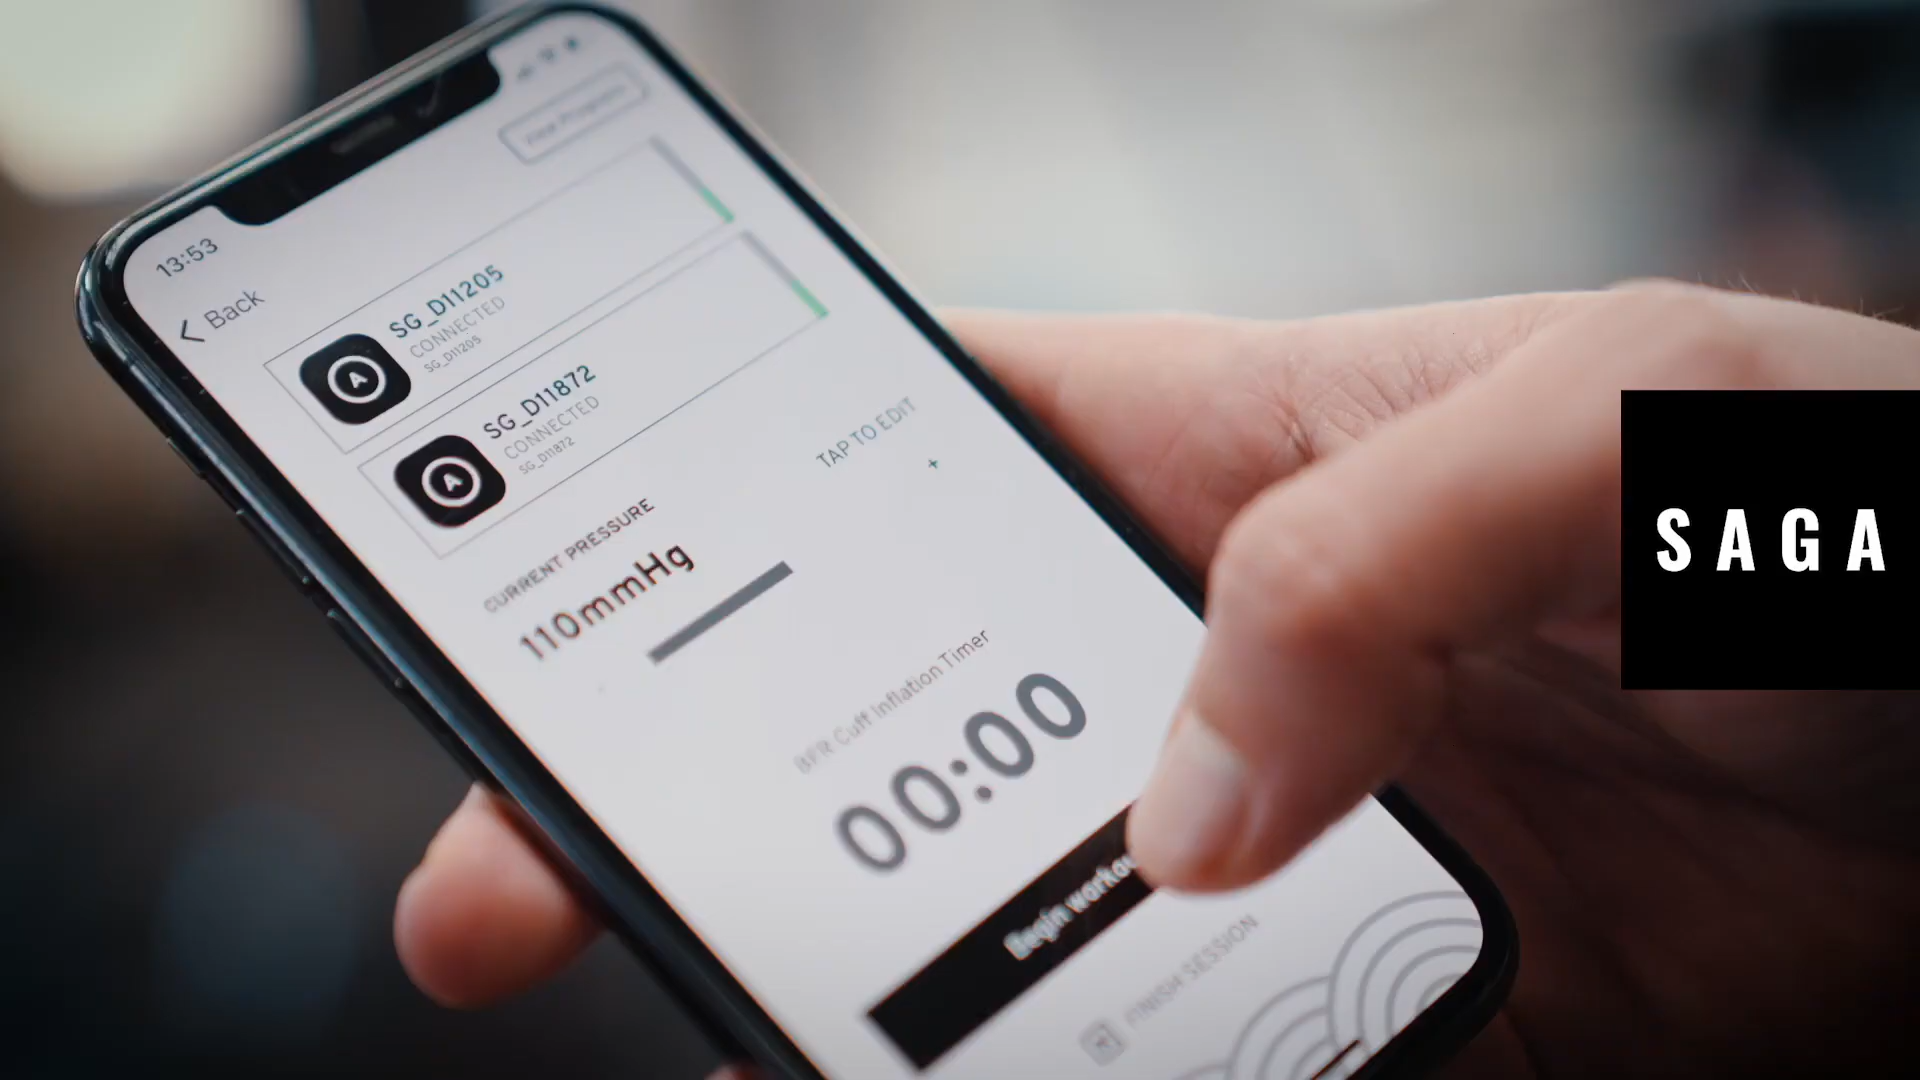 13:53
Back
SG_D11205
CONNECTED
SG_D11205
SG_D11872
CONNECTED
SG_D11872
CURRENT PRESSURE
TAP TO EDIT
110mmHg
+
BFR Cuff Inflation Timer
00:00
Begin
FINISH SESSION
SAGA